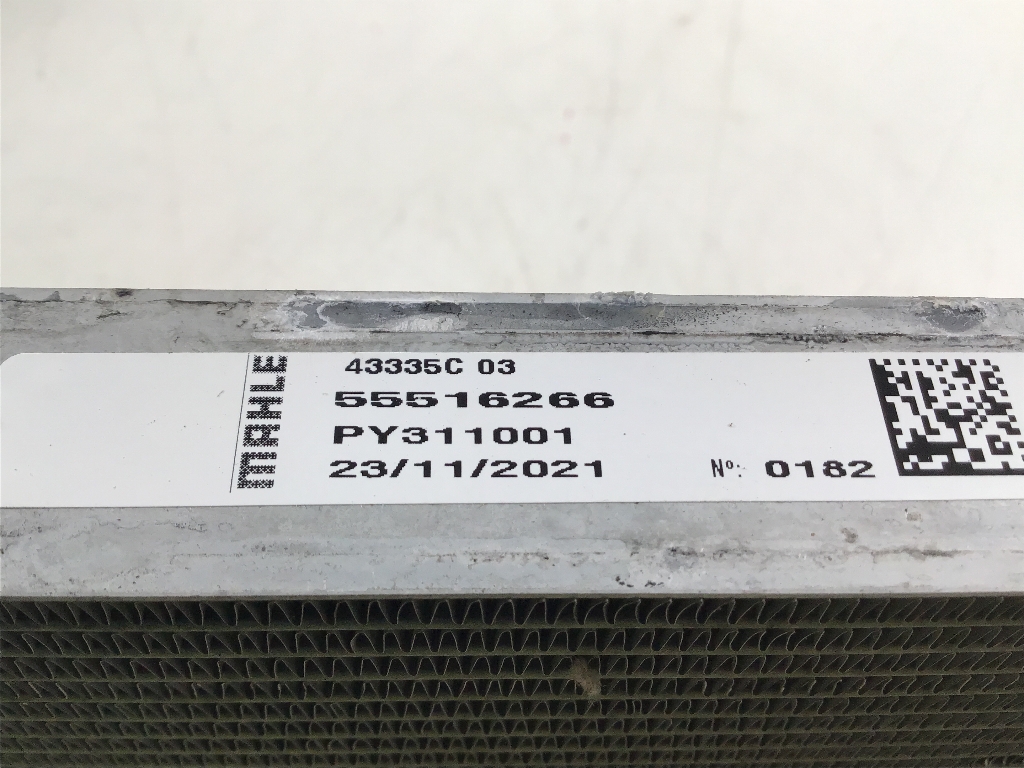 MAHLE
43335C 03
55516266
PY311001
23/11/2021 Nº: 0182